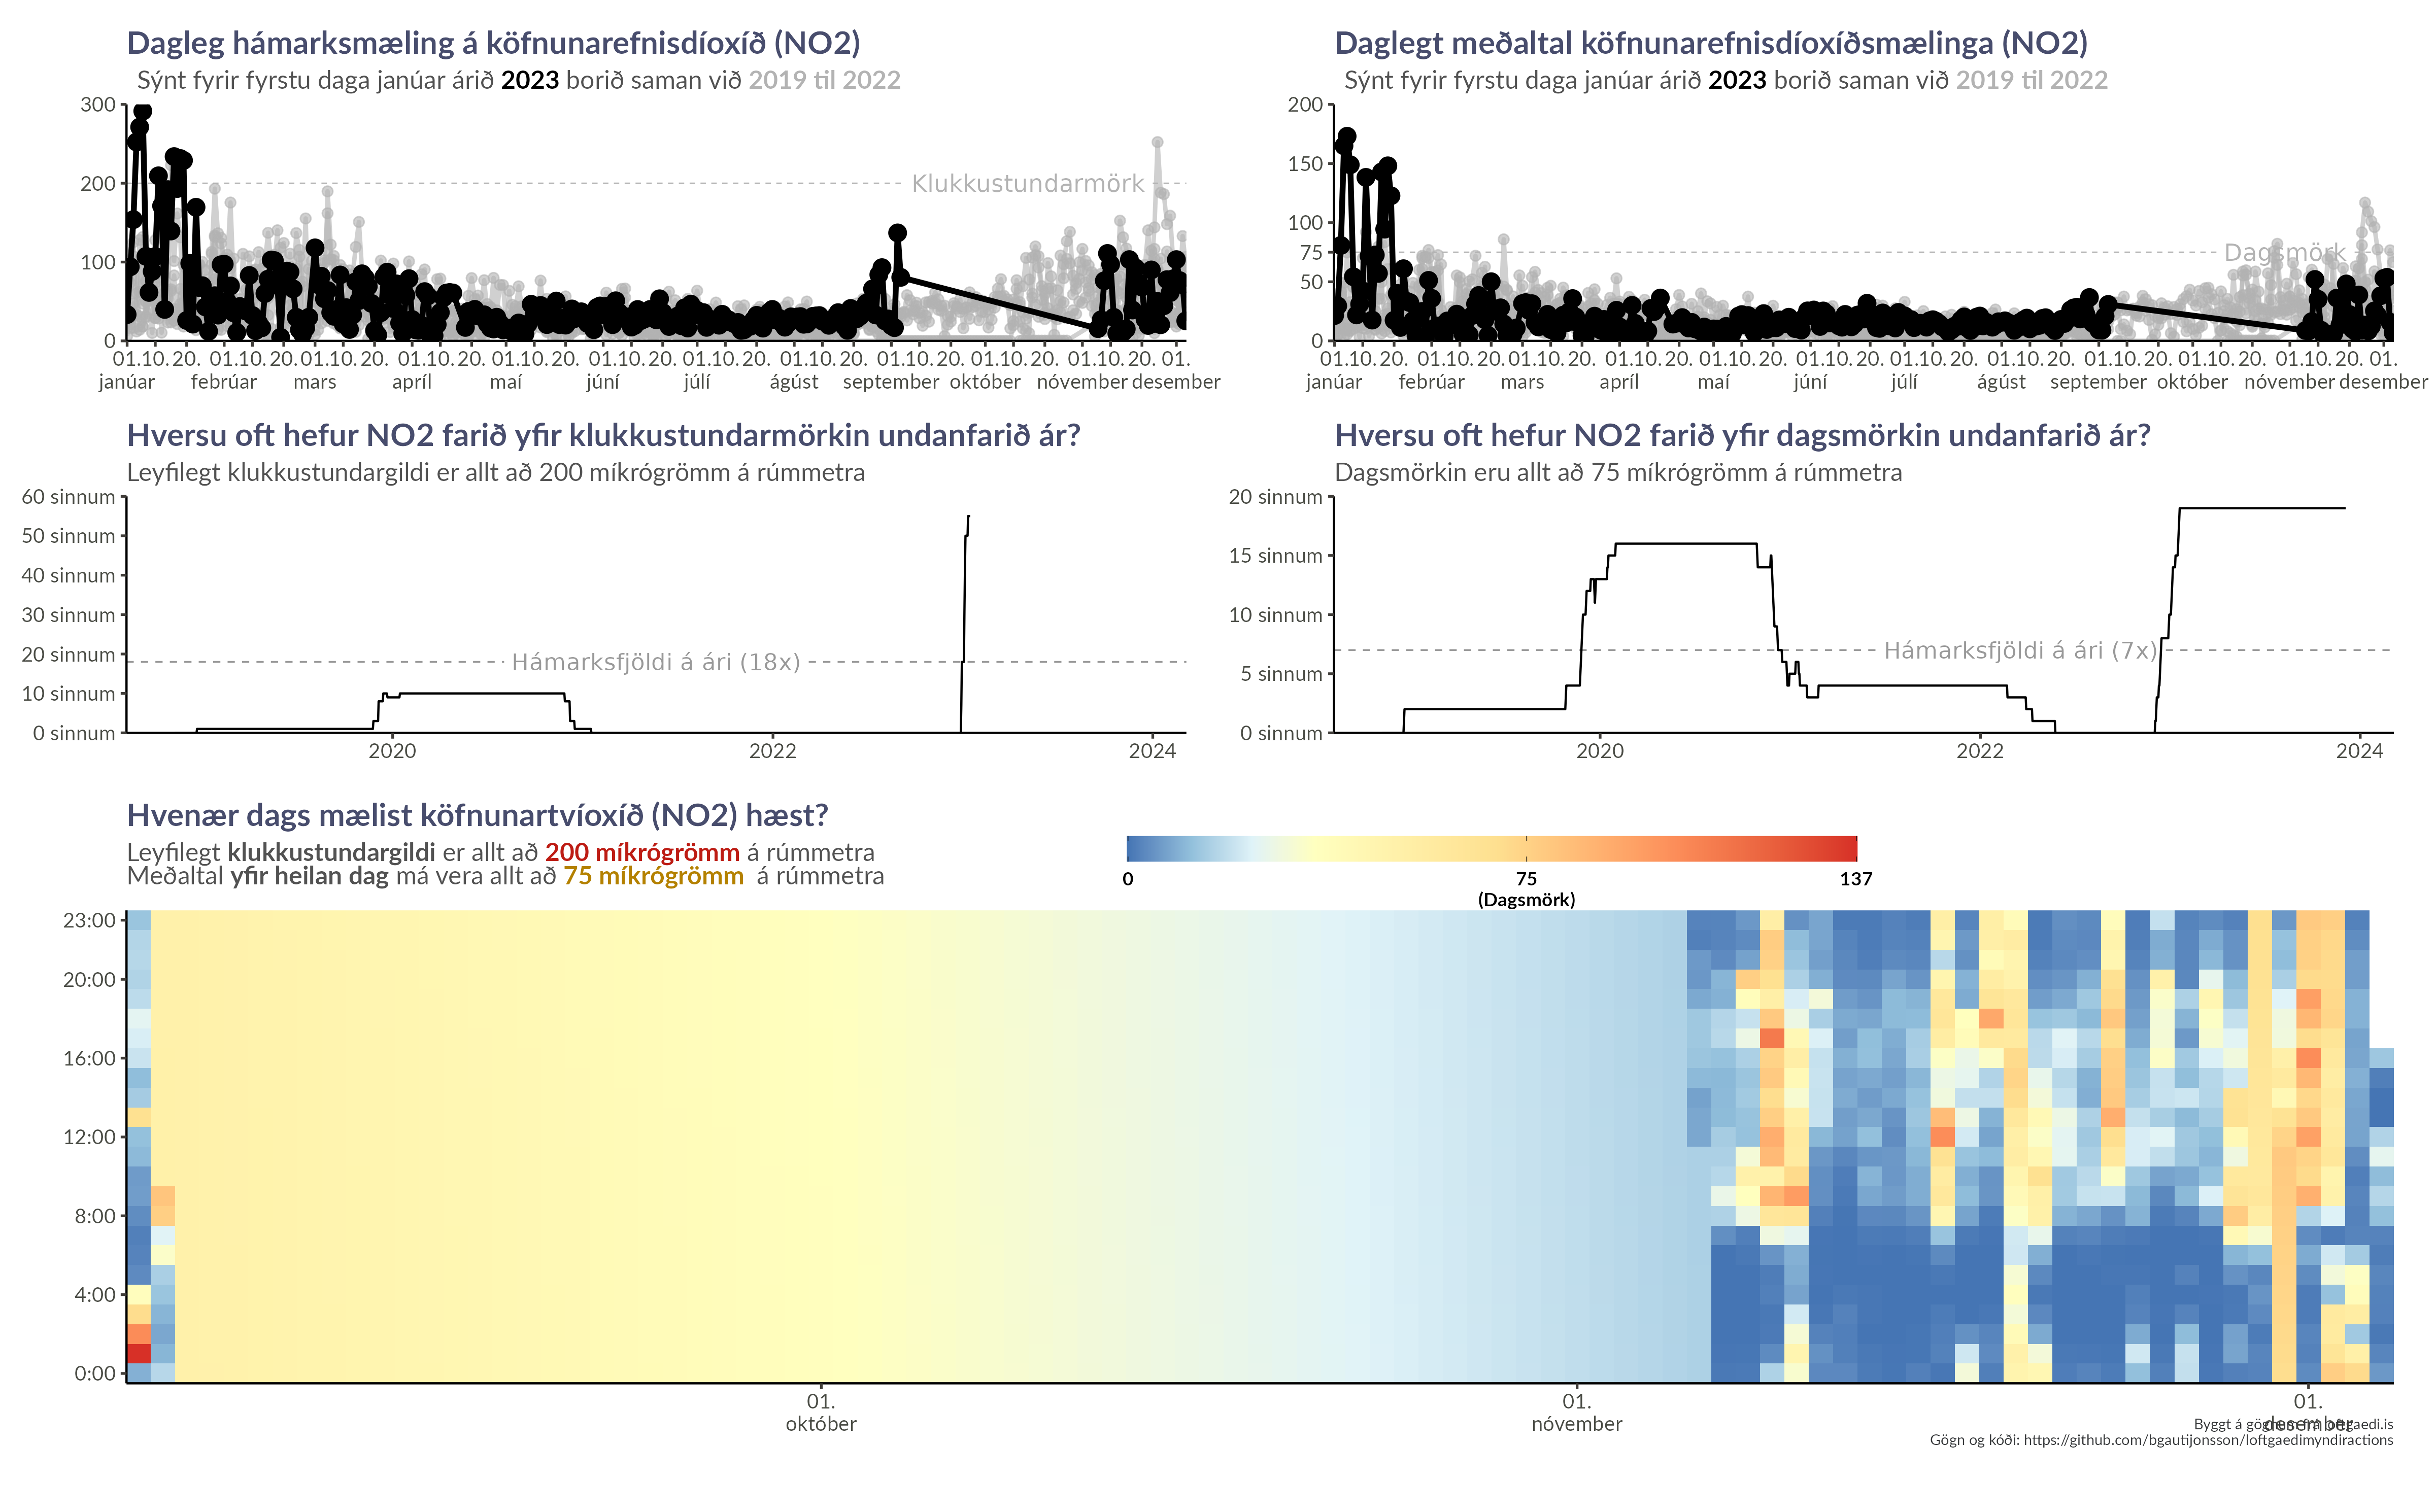 Dagleg hámarksmæling á köfnunarefnisdíoxíð (NO2)
Sýnt fyrir fyrstu daga janúar árið 2023 borið saman við 2019 til 2022
300
200
100
0
Klukkustundarmörk
01. 10. 20. 01. 10. 20. 01. 10. 20. 01. 10. 20. 01. 10. 20. 01. 10. 20. 01. 10. 20. 01. 10. 20. 01. 10. 20. 01. 10. 20. 01. 10. 20. 01.
janúar febrúar mars apríl maí júní júlí ágúst september október nóvember desember
Daglegt meðaltal köfnunarefnisdíoxíðsmælinga (NO2)
Sýnt fyrir fyrstu daga janúar árið 2023 borið saman við 2019 til 2022
200
150
100
75
50
0
Dagsmörk
01. 10. 20. 01. 10. 20. 01. 10. 20. 01. 10. 20. 01. 10. 20. 01. 10. 20. 01. 10. 20. 01. 10. 20. 01. 10. 20. 01. 10. 20. 01. 10. 20. 01.
janúar febrúar mars apríl maí júní júlí ágúst september október nóvember desember
Hversu oft hefur NO2 farið yfir klukkustundarmörkin undanfarið ár?
Leyfilegt klukkustundargildi er allt að 200 míkrógrömm á rúmmetra
60 sinnum
50 sinnum
40 sinnum
30 sinnum
20 sinnum
10 sinnum
0 sinnum
Hámarksfjöldi á ári (18x)
2020 2022 2024
Hversu oft hefur NO2 farið yfir dagsmörkin undanfarið ár?
Dagsmörkin eru allt að 75 míkrógrömm á rúmmetra
20 sinnum
15 sinnum
10 sinnum
5 sinnum
0 sinnum
Hámarksfjöldi á ári (7x)
2020 2022 2024
Hvenær dags mælist köfnunartvíoxíð (NO2) hæst?
Leyfilegt klukkustundargildi er allt að 200 míkrógrömm á rúmmetra
Meðaltal yfir heilan dag má vera allt að 75 míkrógrömm á rúmmetra
0 75 137
(Dagsmörk)
23:00
20:00
16:00
12:00
8:00
4:00
0:00
01. 01. 01.
október nóvember desember
Byggt á gögnum frá loftgaedi.is
Gögn og kóði: https://github.com/bgautijonsson/loftgaedimyndiractions